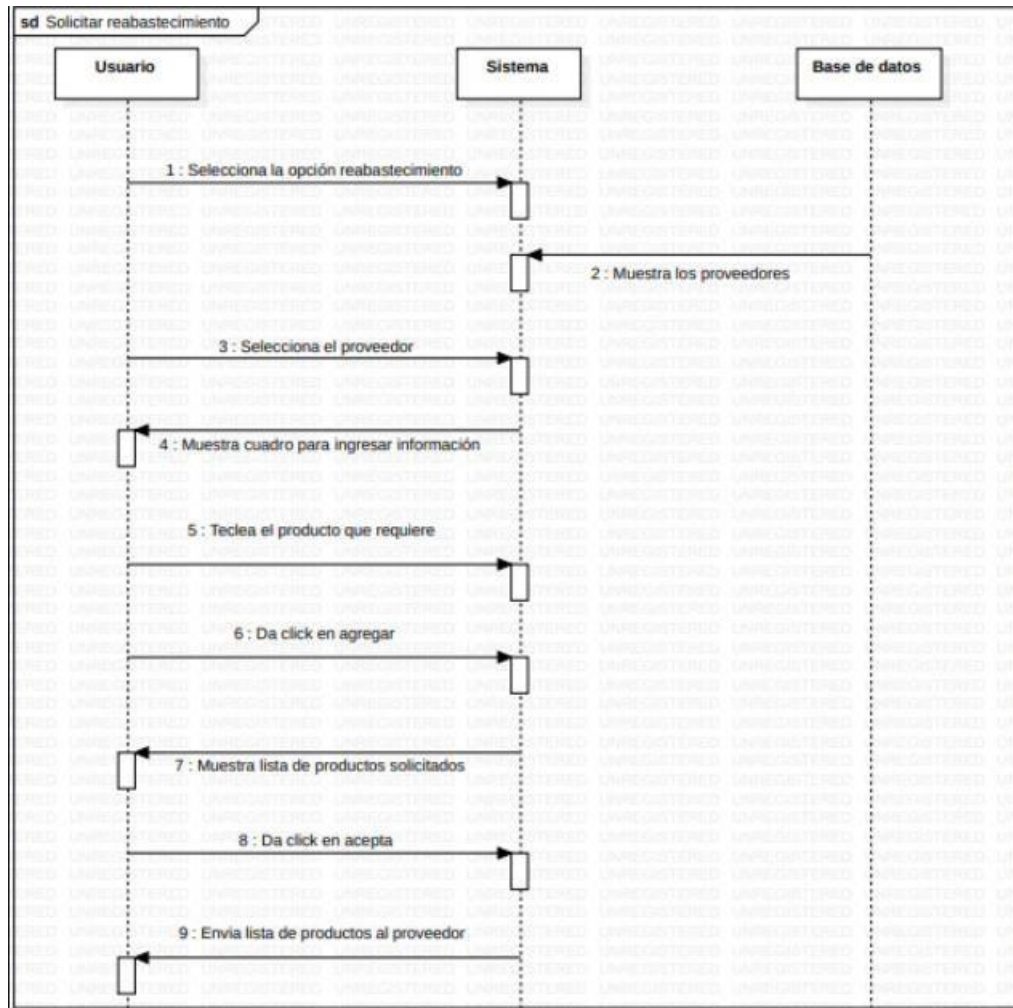 sd Solicitar reabastecimiento
Usuario
Sistema
Base de datos
1 : Selecciona la opción reabastecimiento
2 : Muestra los proveedores
3 : Selecciona el proveedor
4 : Muestra cuadro para ingresar información
5 : Teclea el producto que requiere
6 : Da click en agregar
7 : Muestra lista de productos solicitados
8 : Da click en acepta
9 : Envia lista de productos al proveedor
UNREGISTERED